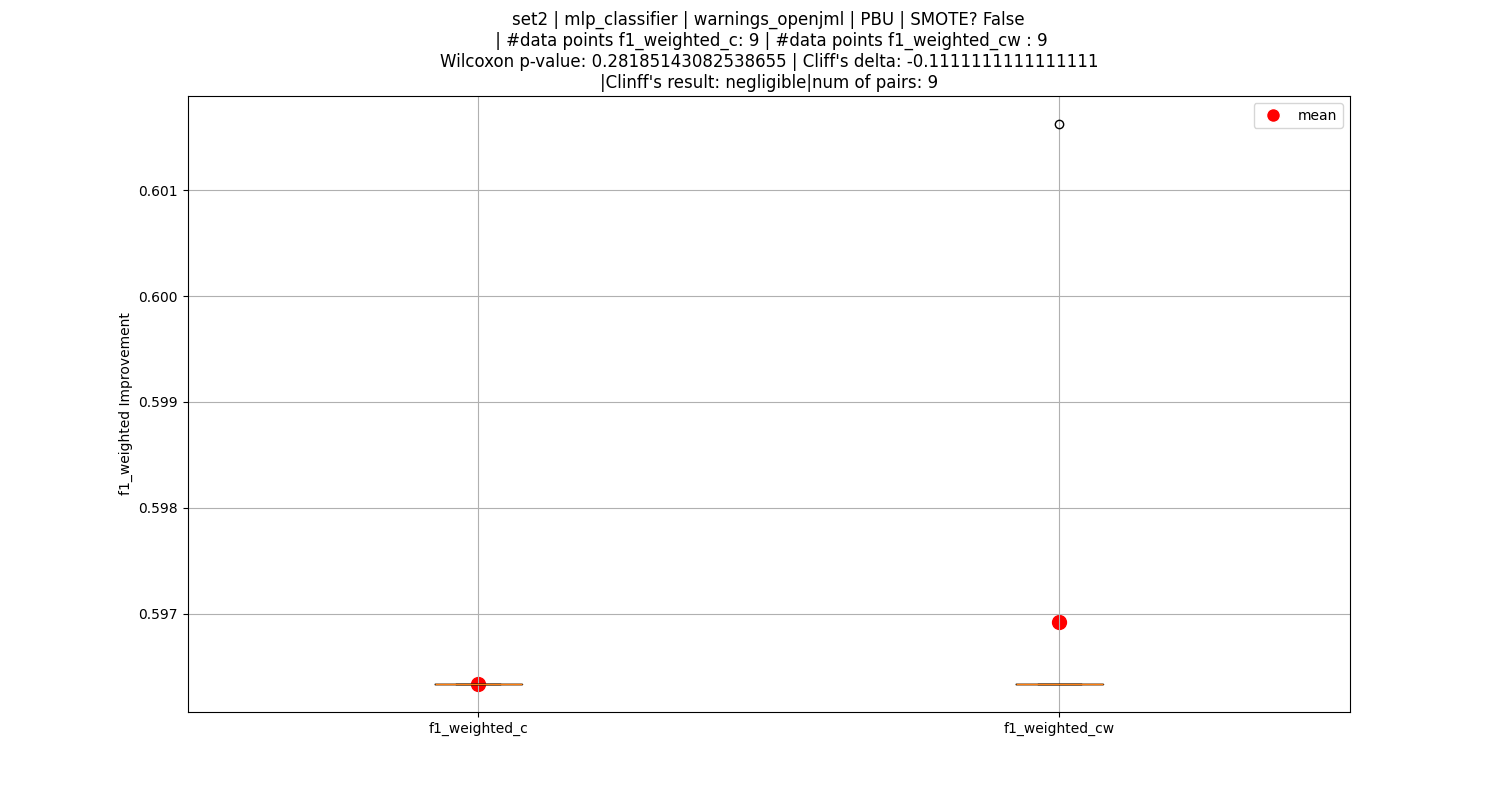 set2 | mlp_classifier | warnings_openjml | PBU | SMOTE? False
| #data points f1_weighted_c: 9 | #data points f1_weighted_cw : 9
Wilcoxon p-value: 0.28185143082538655 | Cliff's delta: -0.1111111111111111
|Clinff's result: negligible|num of pairs: 9
mean
0.601
0.600
0.599
0.598
0.597
f1_weighted Improvement
f1_weighted_c
f1_weighted_cw